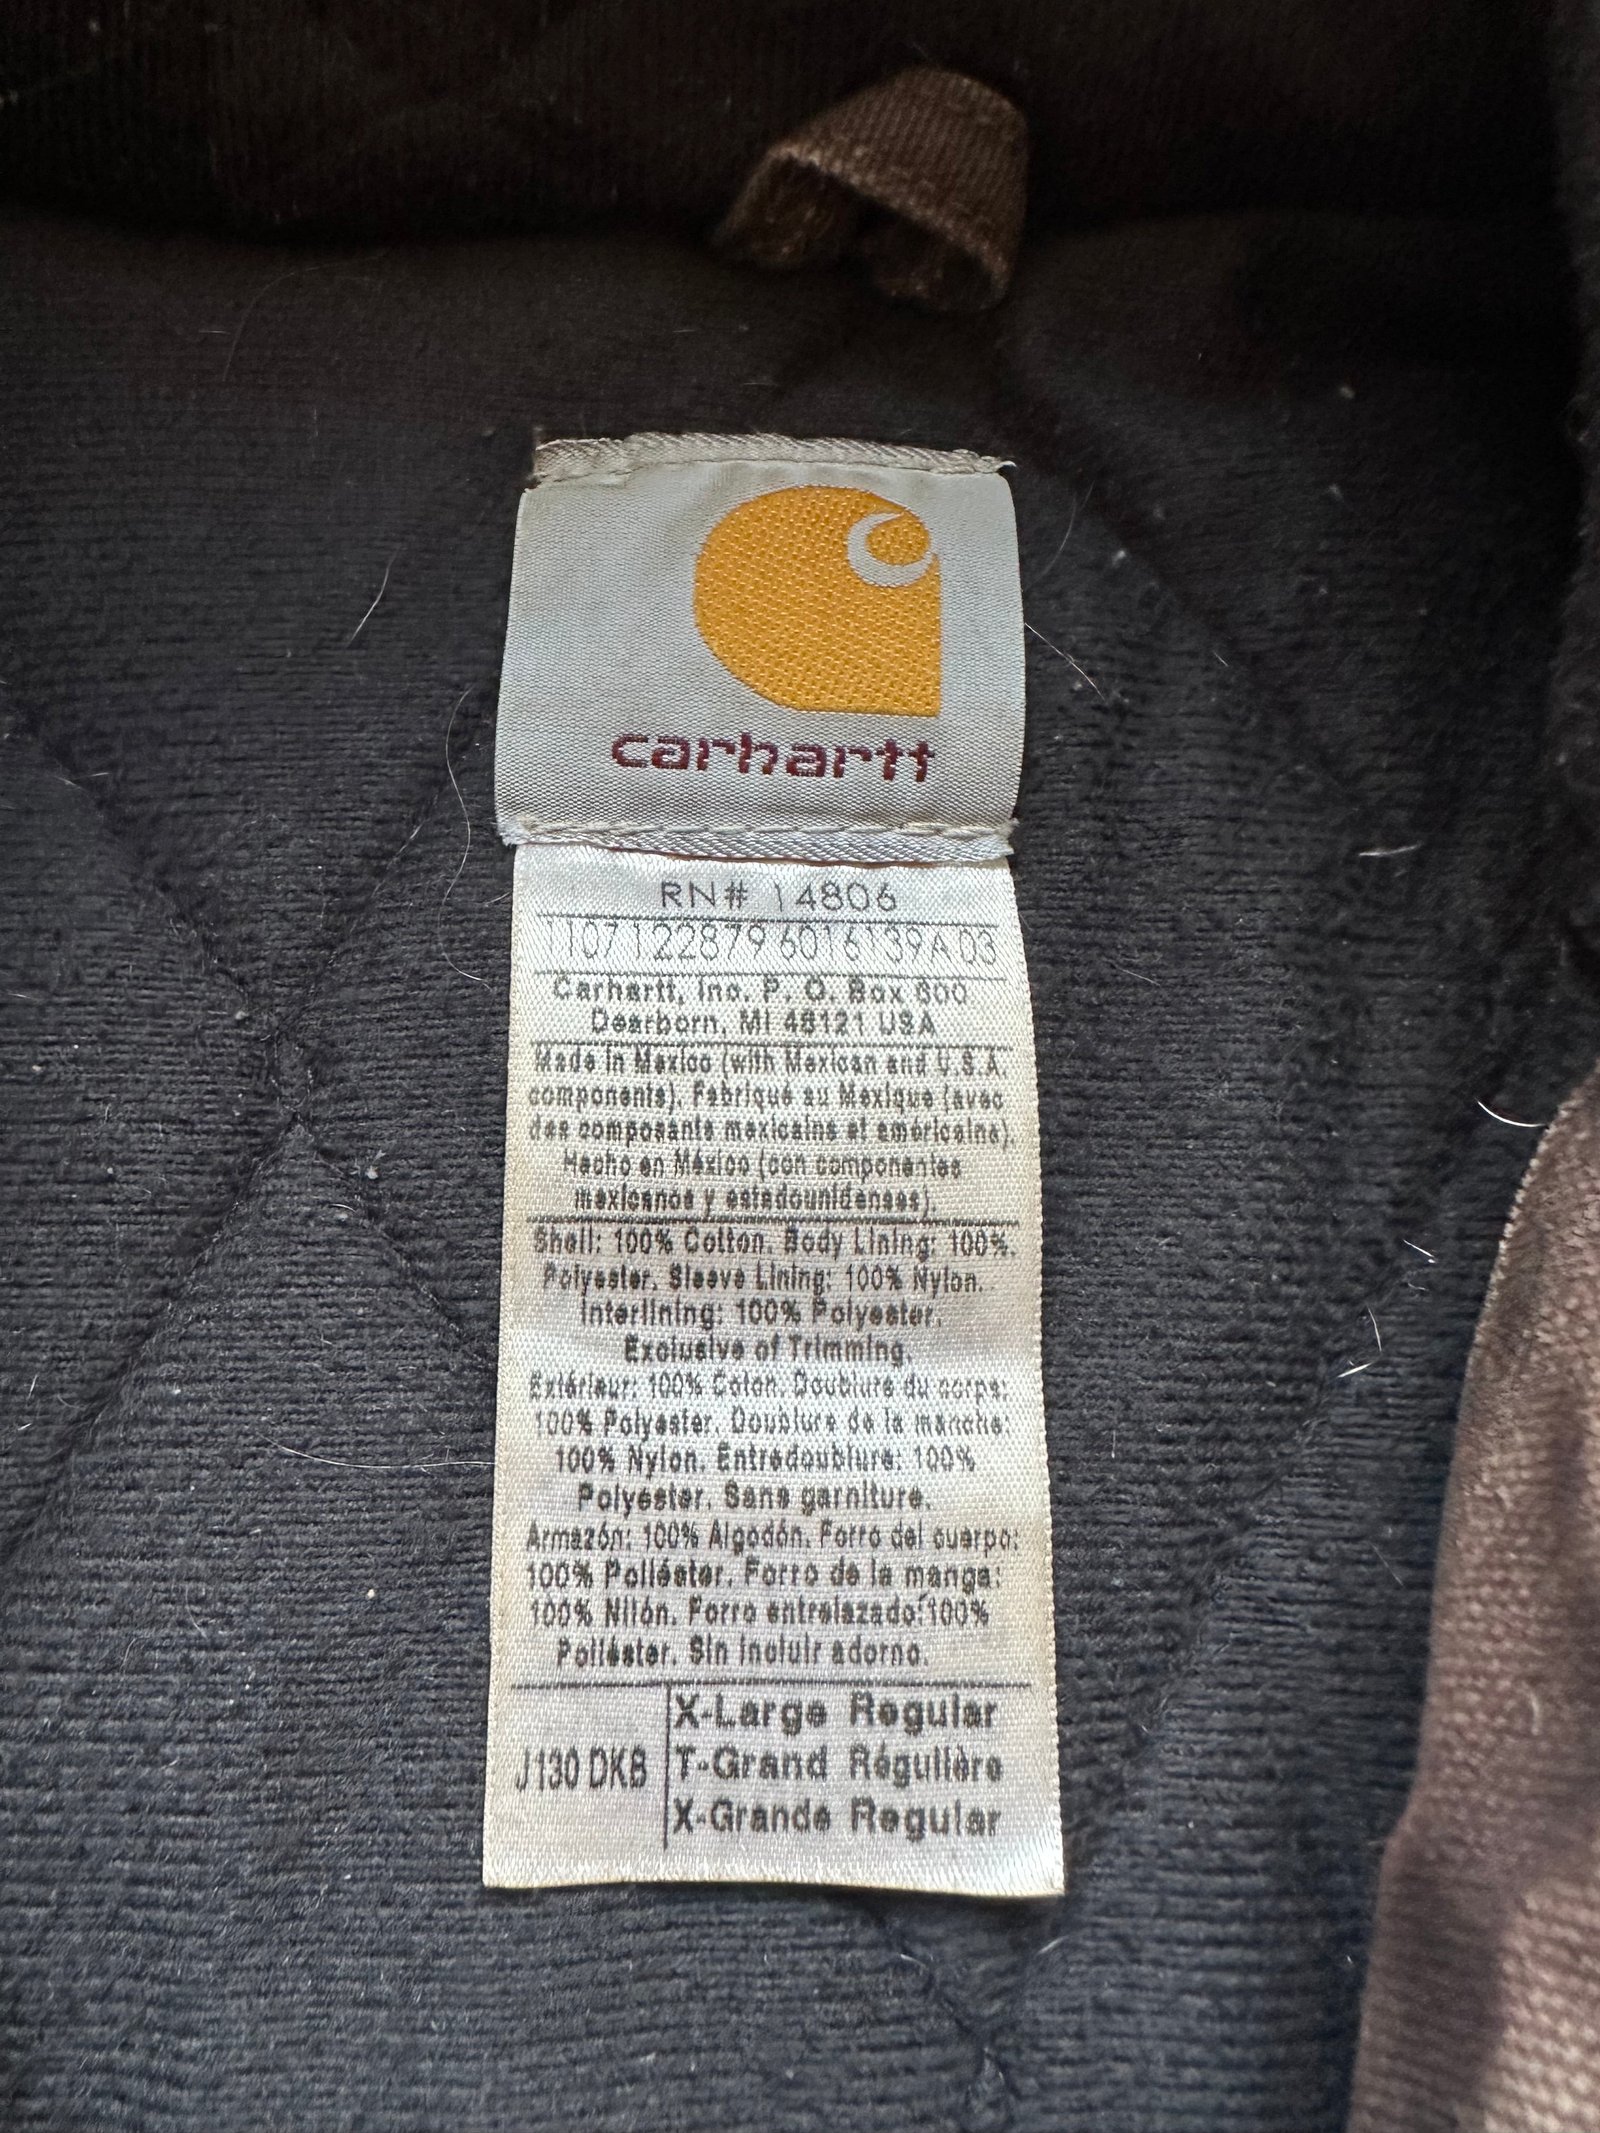 carhartt
RN# 14806
1107122879 6016139A03
Carhartt, Inc. P. O. Box 600
Dearborn, MI 48121 USA
Made in Mexico (with Mexican and U.S.A.
components). Fabriqué au Mexique (avec
des composants mexicains et américains).
Hecho en México (con componentes
mexicanos y estadounidenses)
Shell: 100% Cotton. Body Lining: 100%.
Polyester. Sleeve Lining: 100% Nylon.
Interlining: 100% Polyester.
Exclusive of Trimming.
Extérieur: 100% Coton. Doublure du corps:
100% Polyester. Doublure de la manche:
100% Nylon. Entredoublure: 100%
Polyester. Sans garniture.
Armazón: 100% Algodón. Forro del cuerpo:
100% Poliéster. Forro de la manga:
100% Nilón. Forro entrelazado: 100%
Poliéster. Sin incluir adorno.
J130 DKB
X-Large Regular
T-Grand Régulière
X-Grande Regular